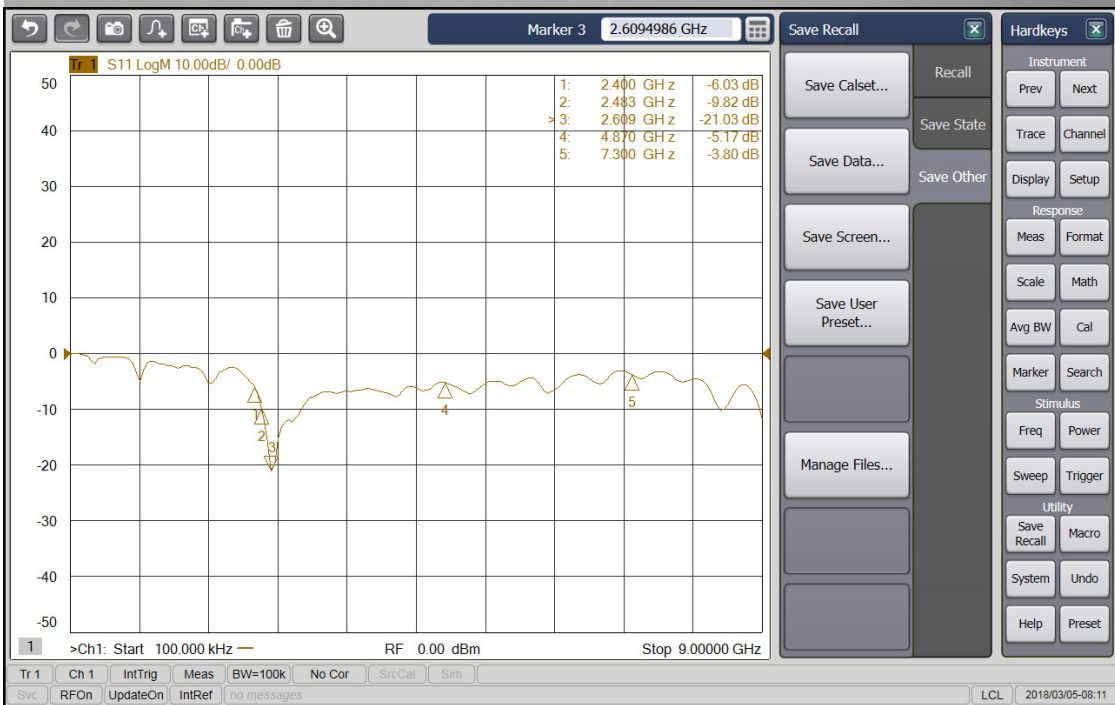 Marker 3 2.6094986 GHz
Tr 1 S11 LogM 10.00dB/ 0.00dB
1: 2.400 GHz -6.03 dB
2: 2.483 GHz -9.82 dB
> 3: 2.609 GHz -21.03 dB
4: 4.870 GHz -5.17 dB
5: 7.300 GHz -3.80 dB
50
40
30
20
10
0
-10
-20
-30
-40
-50
1
2
3
4
5
1 >Ch1: Start 100.000 kHz — RF 0.00 dBm Stop 9.00000 GHz
Save Recall
Save Calset...
Save Data...
Save Screen...
Save User
Preset...
Manage Files...
Recall
Save State
Save Other
Hardkeys
Instrument
Prev Next
Trace Channel
Display Setup
Response
Meas Format
Scale Math
Avg BW Cal
Marker Search
Stimulus
Freq Power
Sweep Trigger
Utility
Save
Recall Macro
System Undo
Help Preset
Tr 1 Ch 1 IntTrig Meas BW=100k No Cor SrcCal Sim
Svc RFOn UpdateOn IntRef no messages LCL 2018/03/05-08:11